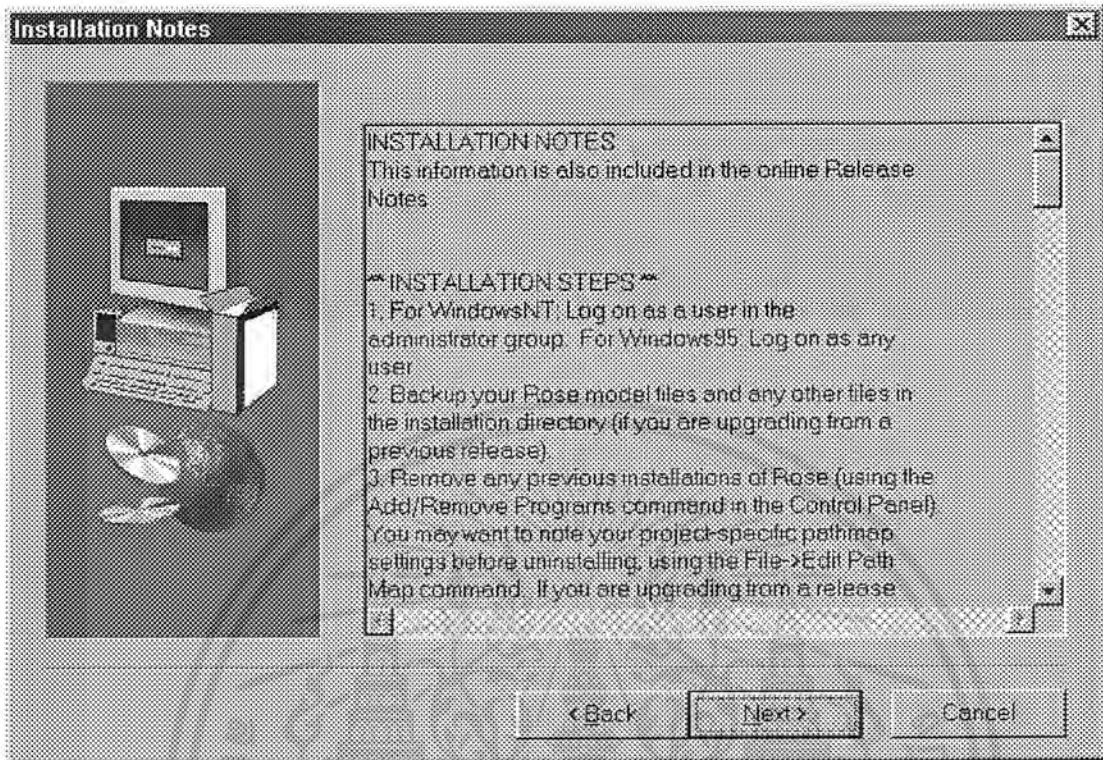 Installation Notes
INSTALLATION NOTES
This information is also included in the online Release
Notes
** INSTALLATION STEPS **
1. For WindowsNT: Log on as a user in the
administrator group. For Windows95: Log on as any
user
2. Backup your Rose model files and any other files in
the installation directory (if you are upgrading from a
previous release).
3. Remove any previous installations of Rose (using the
Add/Remove Programs command in the Control Panel).
You may want to note your project-specific pathmap
settings before uninstalling, using the File->Edit Path
Map command. If you are upgrading from a release
< Back
Next >
Cancel